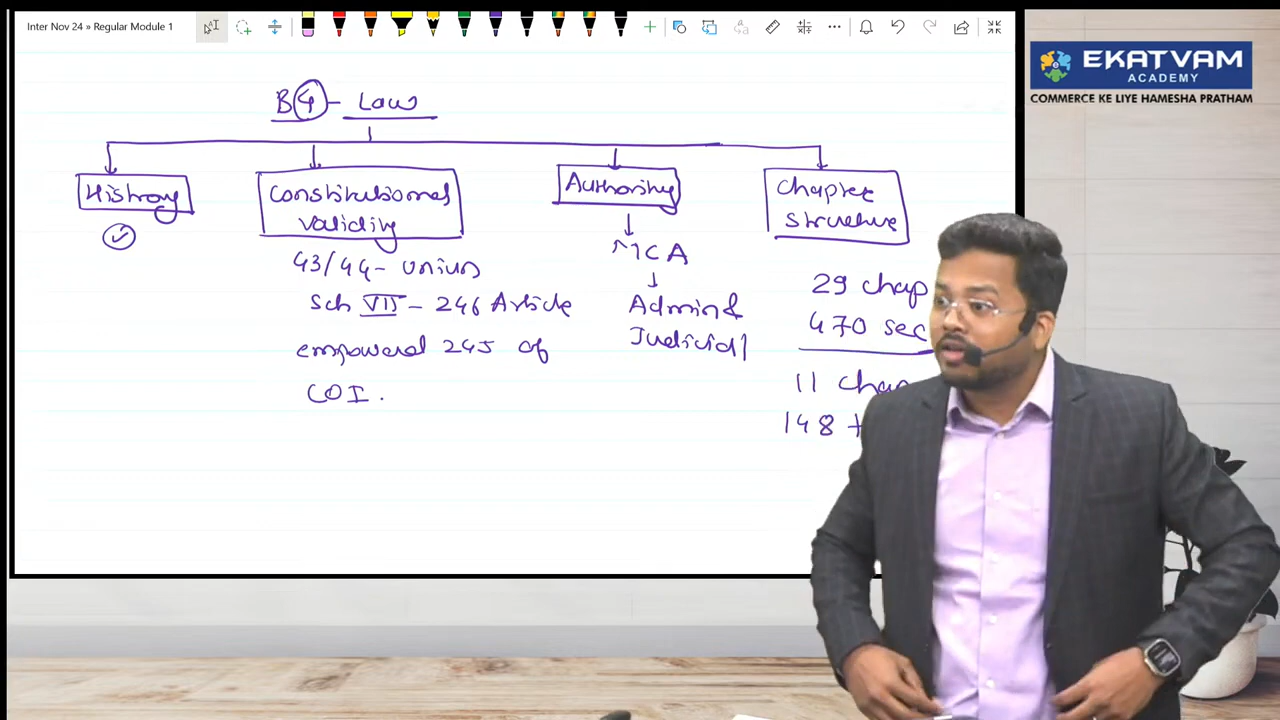 Inter Nov 24 » Regular Module 1
EKATVAM
ACADEMY
COMMERCE KE LIYE HAMESHA PRATHAM
B4 - Law
History
Constitutional
Validity
43/44 - Union
Sch VII - 246 Article
empowered 245 of
COI.
Authority
MCA
Admin &
Judicial
Chapter
Structure
29 chap
470 sec
11 chap
148